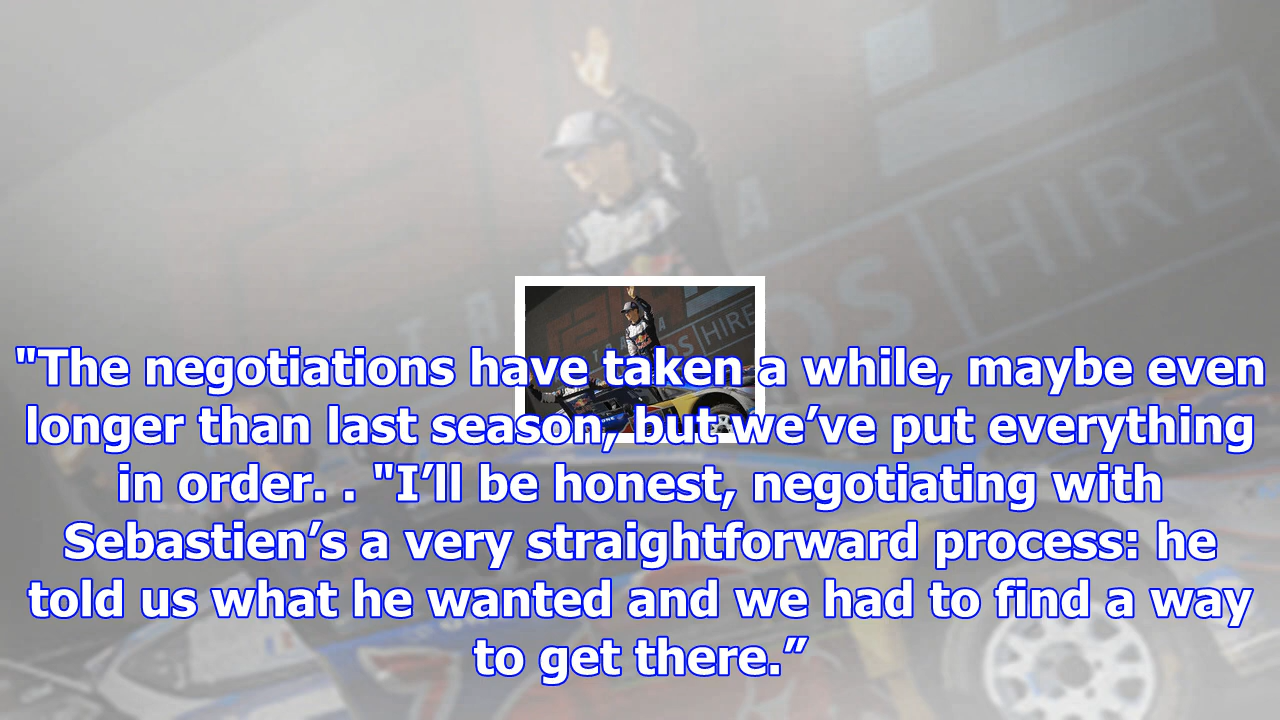 HIRE
"The negotiations have taken a while, maybe even
longer than last season, but we’ve put everything
in order. . "I’ll be honest, negotiating with
Sebastien’s a very straightforward process: he
told us what he wanted and we had to find a way
to get there.”